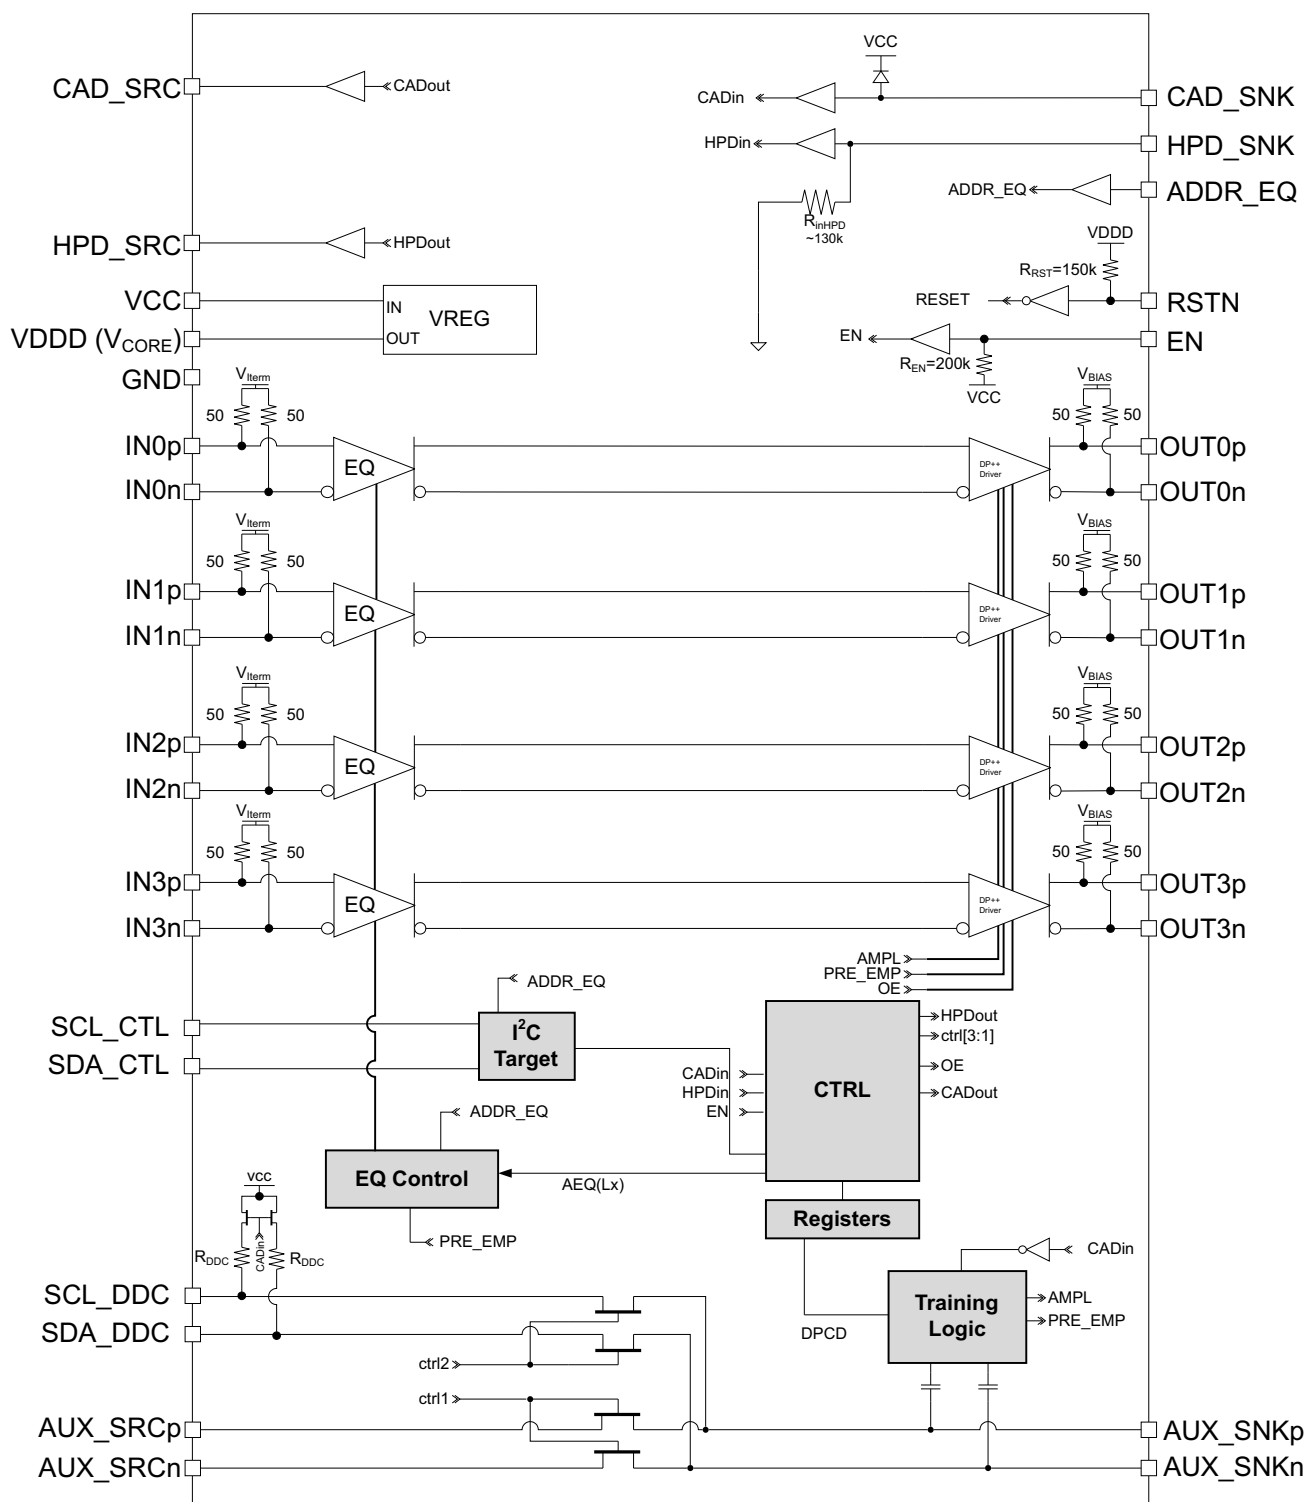 VCC
CAD_SRC
CADout
CADin
CAD_SNK
HPDin
HPD_SNK
ADDR_EQ
ADDR_EQ
RinHPD
~130k
HPD_SRC
HPDout
VDDD
RRST=150k
VCC
IN
VREG
RESET
RSTN
VDDD (VCORE)
OUT
EN
EN
REN=200k
VCC
GND
VIterm
VBIAS
50
50
50
50
IN0p
EQ
DP++
Driver
OUT0p
IN0n
OUT0n
VIterm
VBIAS
50
50
50
50
IN1p
EQ
DP++
Driver
OUT1p
IN1n
OUT1n
VIterm
VBIAS
50
50
50
50
IN2p
EQ
DP++
Driver
OUT2p
IN2n
OUT2n
VIterm
VBIAS
50
50
50
50
IN3p
EQ
DP++
Driver
OUT3p
IN3n
OUT3n
AMPL
PRE_EMP
OE
ADDR_EQ
SCL_CTL
SDA_CTL
I²C
Target
CADin
HPDin
EN
CTRL
HPDout
ctrl[3:1]
OE
CADout
ADDR_EQ
EQ Control
AEQ(Lx)
PRE_EMP
Registers
vcc
RDDC
CADin
RDDC
CADin
SCL_DDC
SDA_DDC
Training
Logic
AMPL
PRE_EMP
DPCD
ctrl2
ctrl1
AUX_SRCp
AUX_SNKp
AUX_SRCn
AUX_SNKn